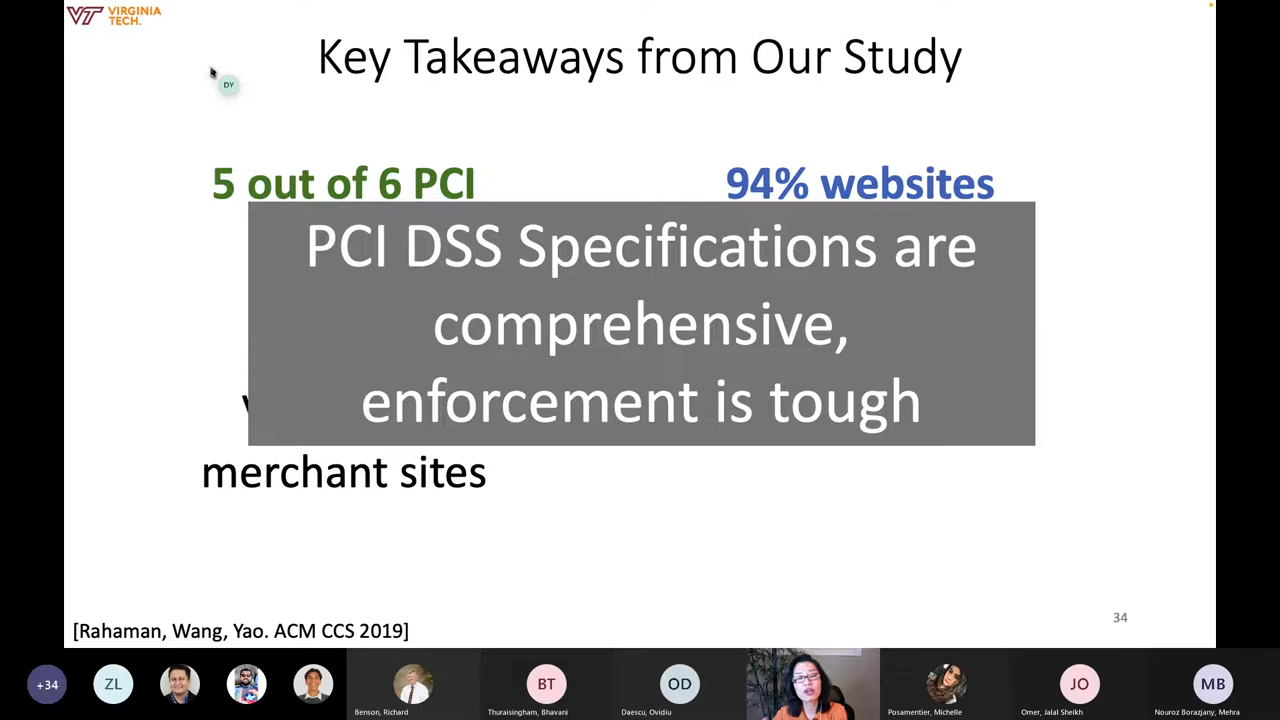 VT VIRGINIA
TECH.
Key Takeaways from Our Study
DY
5 out of 6 PCI
94% websites
PCI DSS Specifications are
comprehensive,
enforcement is tough
merchant sites
34
[Rahaman, Wang, Yao. ACM CCS 2019]
+34
ZL
BT
OD
JO
MB
Benson, Richard
Thuraisingham, Bhavani
Daescu, Ovidiu
Posamentier, Michelle
Omer, Jalal Sheikh
Nouroz Borazjany, Mehra